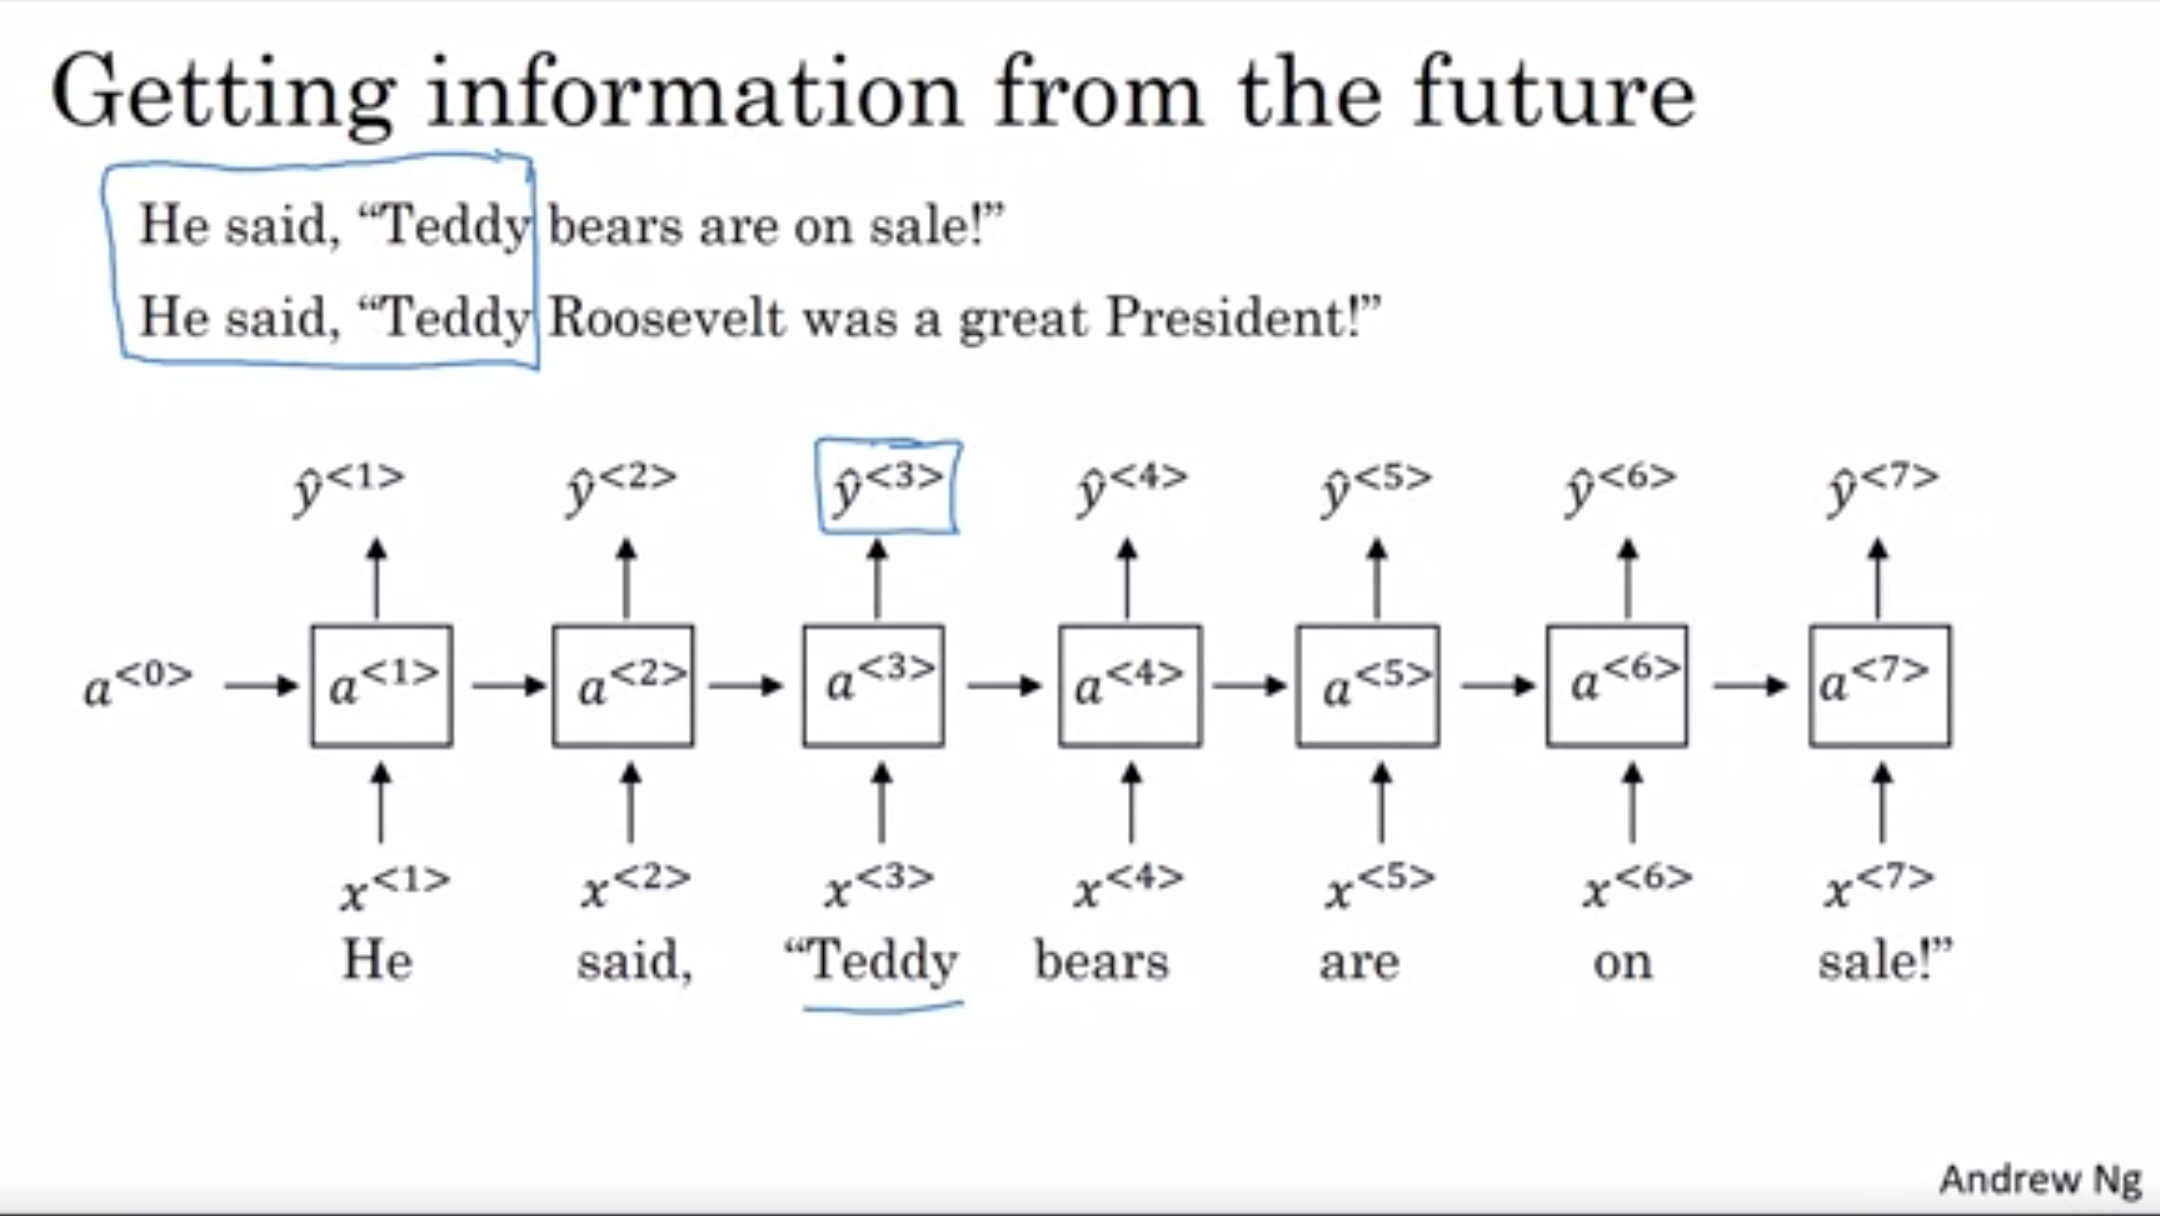 Getting information from the future
He said, “Teddy bears are on sale!”
He said, “Teddy Roosevelt was a great President!”
ŷ<1> ŷ<2> ŷ<3> ŷ<4> ŷ<5> ŷ<6> ŷ<7>
a<0> a<1> a<2> a<3> a<4> a<5> a<6> a<7>
x<1> x<2> x<3> x<4> x<5> x<6> x<7>
He said, “Teddy bears are on sale!”
Andrew Ng